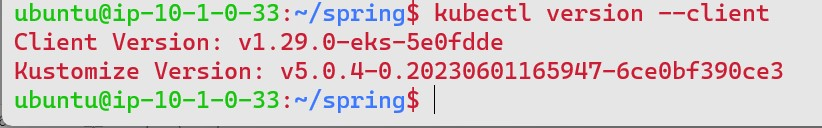 ubuntu@ip-10-1-0-33:~/spring$ kubectl version --client
Client Version: v1.29.0-eks-5e0fdde
Kustomize Version: v5.0.4-0.20230601165947-6ce0bf390ce3
ubuntu@ip-10-1-0-33:~/spring$